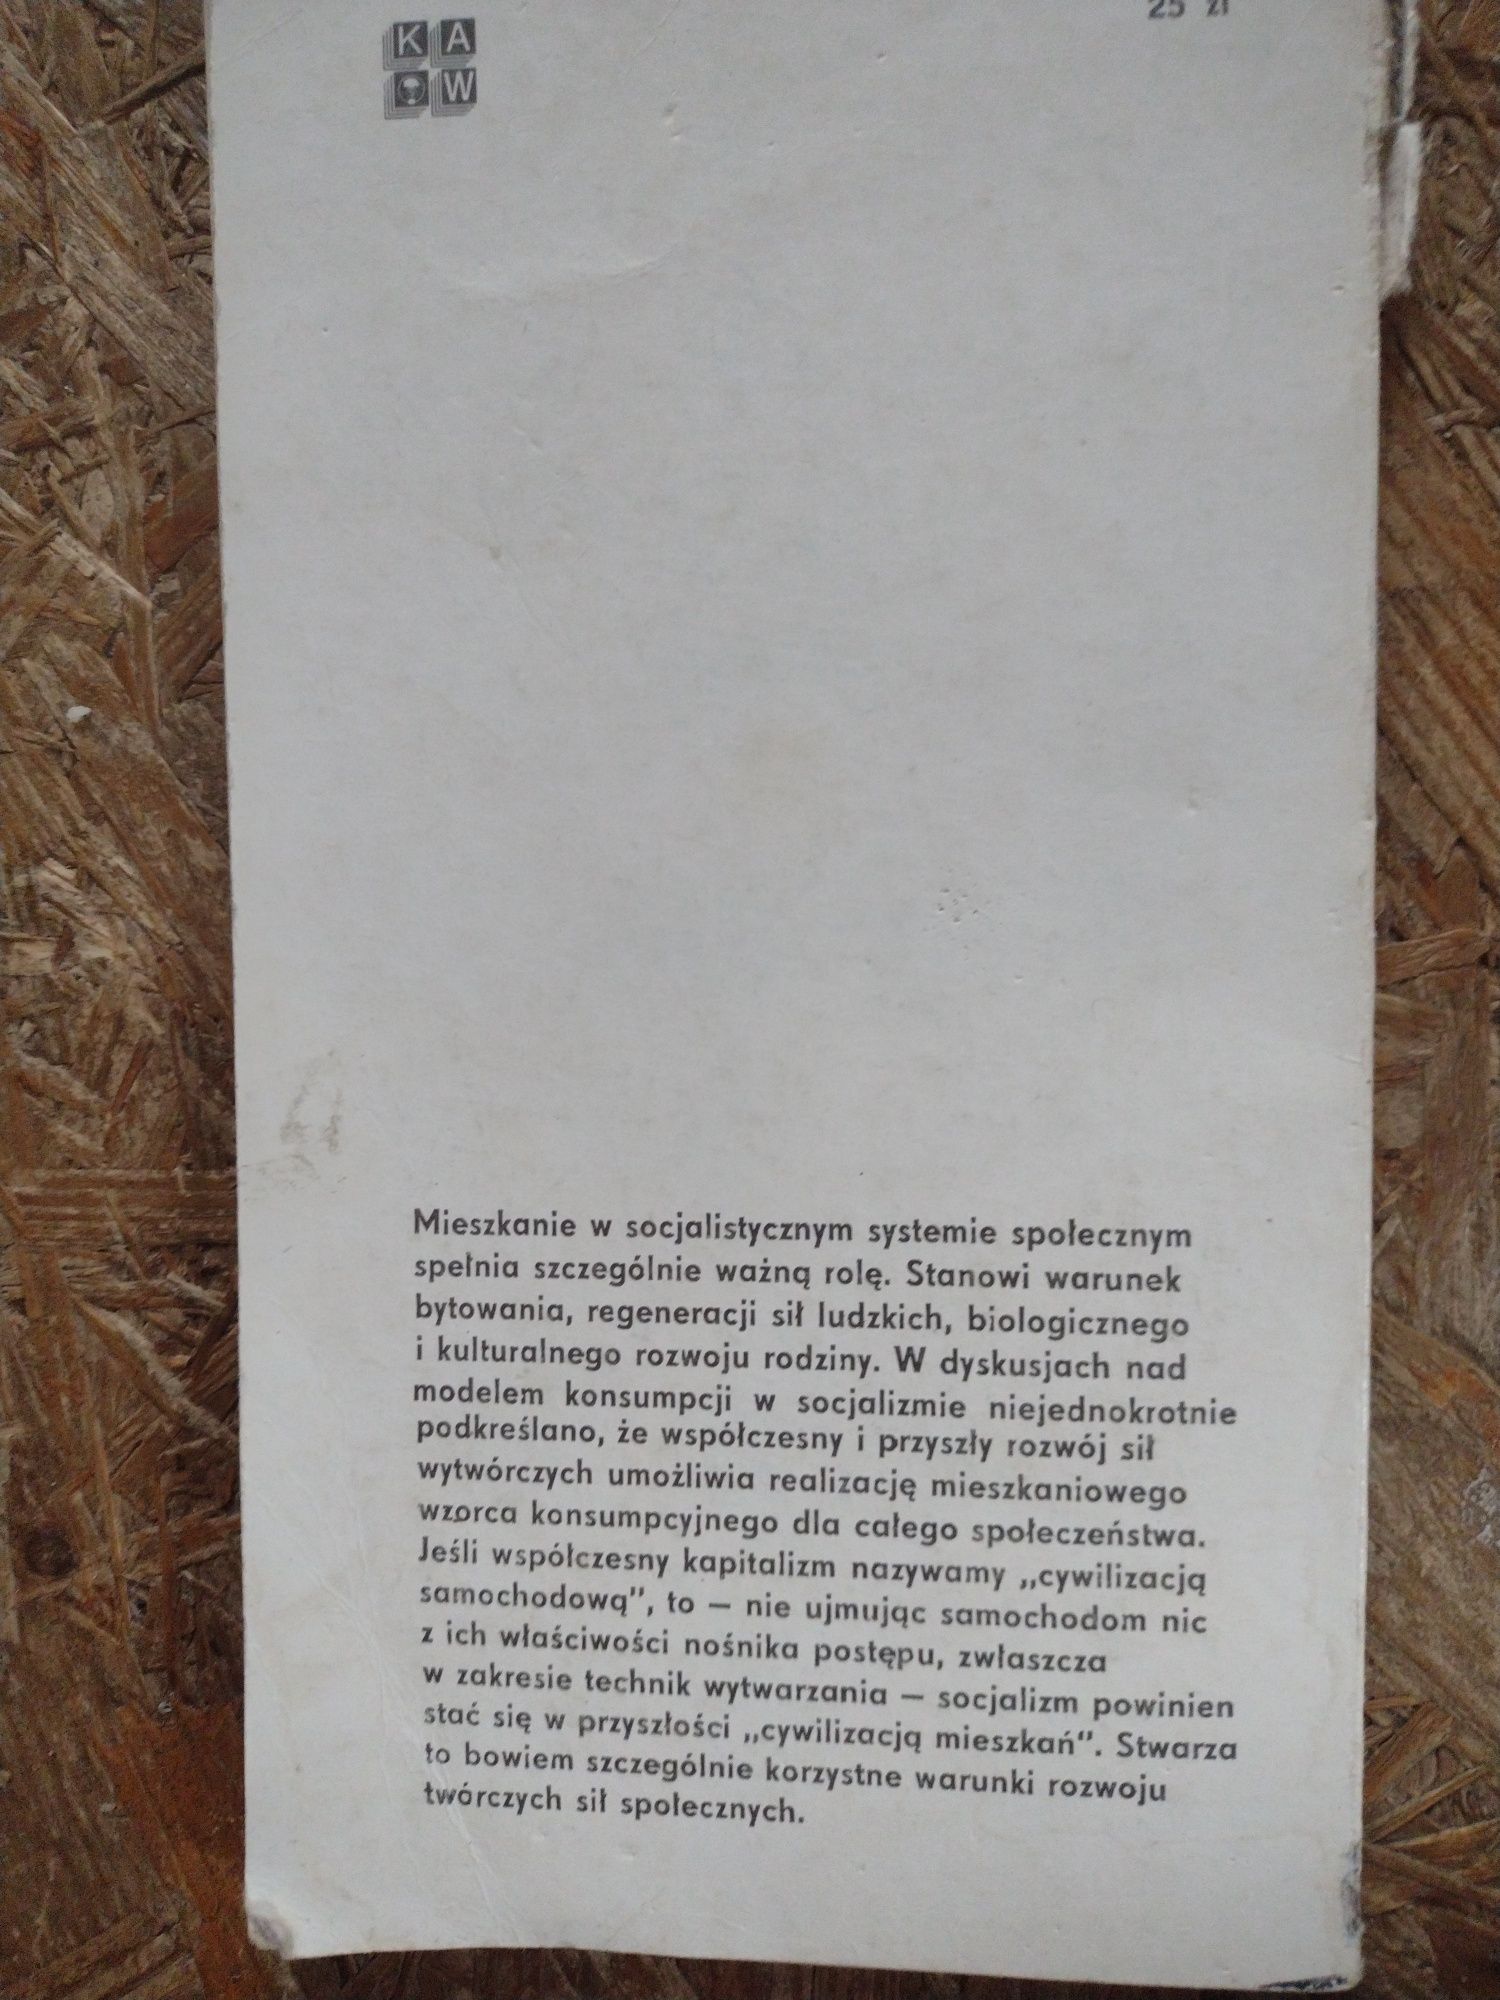 25 zł
K A
W
Mieszkanie w socjalistycznym systemie społecznym
spełnia szczególnie ważną rolę. Stanowi warunek
bytowania, regeneracji sił ludzkich, biologicznego
i kulturalnego rozwoju rodziny. W dyskusjach nad
modelem konsumpcji w socjalizmie niejednokrotnie
podkreślano, że współczesny i przyszły rozwój sił
wytwórczych umożliwia realizację mieszkaniowego
wzorca konsumpcyjnego dla całego społeczeństwa.
Jeśli współczesny kapitalizm nazywamy „cywilizacją
samochodową”, to — nie ujmując samochodom nic
z ich właściwości nośnika postępu, zwłaszcza
w zakresie technik wytwarzania — socjalizm powinien
stać się w przyszłości „cywilizacją mieszkań”. Stwarza
to bowiem szczególnie korzystne warunki rozwoju
twórczych sił społecznych.